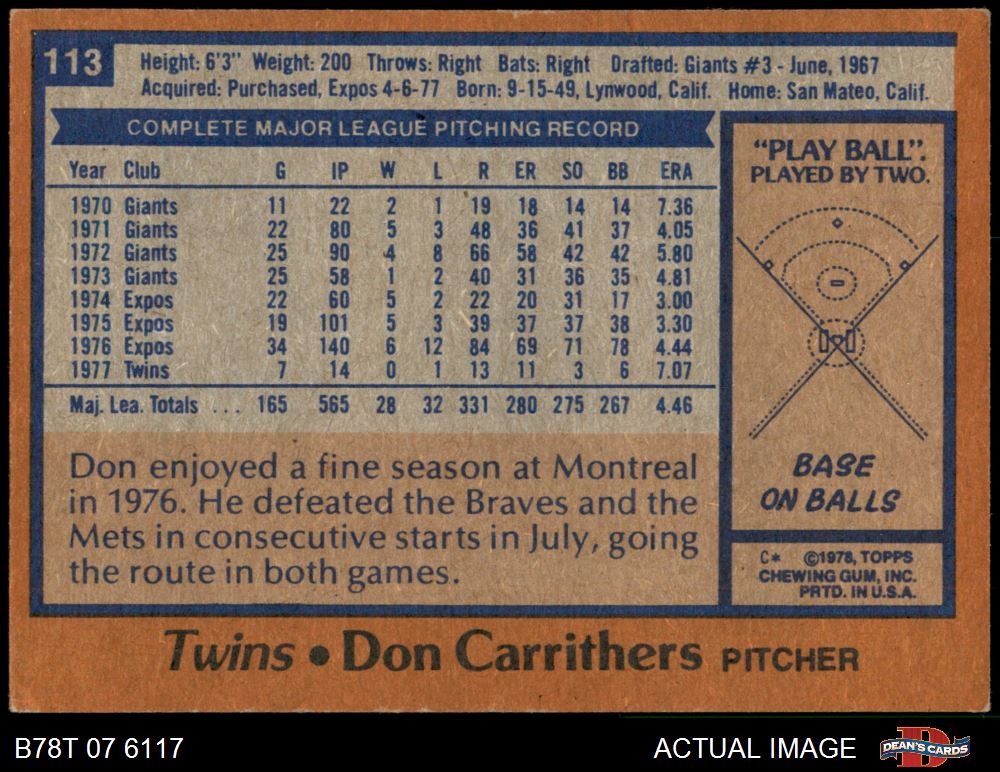 113
Height: 6'3" Weight: 200 Throws: Right Bats: Right Drafted: Giants #3 - June, 1967
Acquired: Purchased, Expos 4-6-77 Born: 9-15-49, Lynwood, Calif. Home: San Mateo, Calif.
COMPLETE MAJOR LEAGUE PITCHING RECORD
Year Club G IP W L R ER SO BB ERA
1970 Giants 11 22 2 1 19 18 14 14 7.36
1971 Giants 22 80 5 3 48 36 41 37 4.05
1972 Giants 25 90 4 8 66 58 42 42 5.80
1973 Giants 25 58 1 2 40 31 36 35 4.81
1974 Expos 22 60 5 2 22 20 31 17 3.00
1975 Expos 19 101 5 3 39 37 37 38 3.30
1976 Expos 34 140 6 12 84 69 71 78 4.44
1977 Twins 7 14 0 1 13 11 3 6 7.07
Maj. Lea. Totals ... 165 565 28 32 331 280 275 267 4.46
Don enjoyed a fine season at Montreal
in 1976. He defeated the Braves and the
Mets in consecutive starts in July, going
the route in both games.
"PLAY BALL".
PLAYED BY TWO.
BASE
ON BALLS
C* ©1978, TOPPS
CHEWING GUM, INC.
PRTD. IN U.S.A.
Twins • Don Carrithers PITCHER
B78T 07 6117
ACTUAL IMAGE
D
DEAN'S CARDS